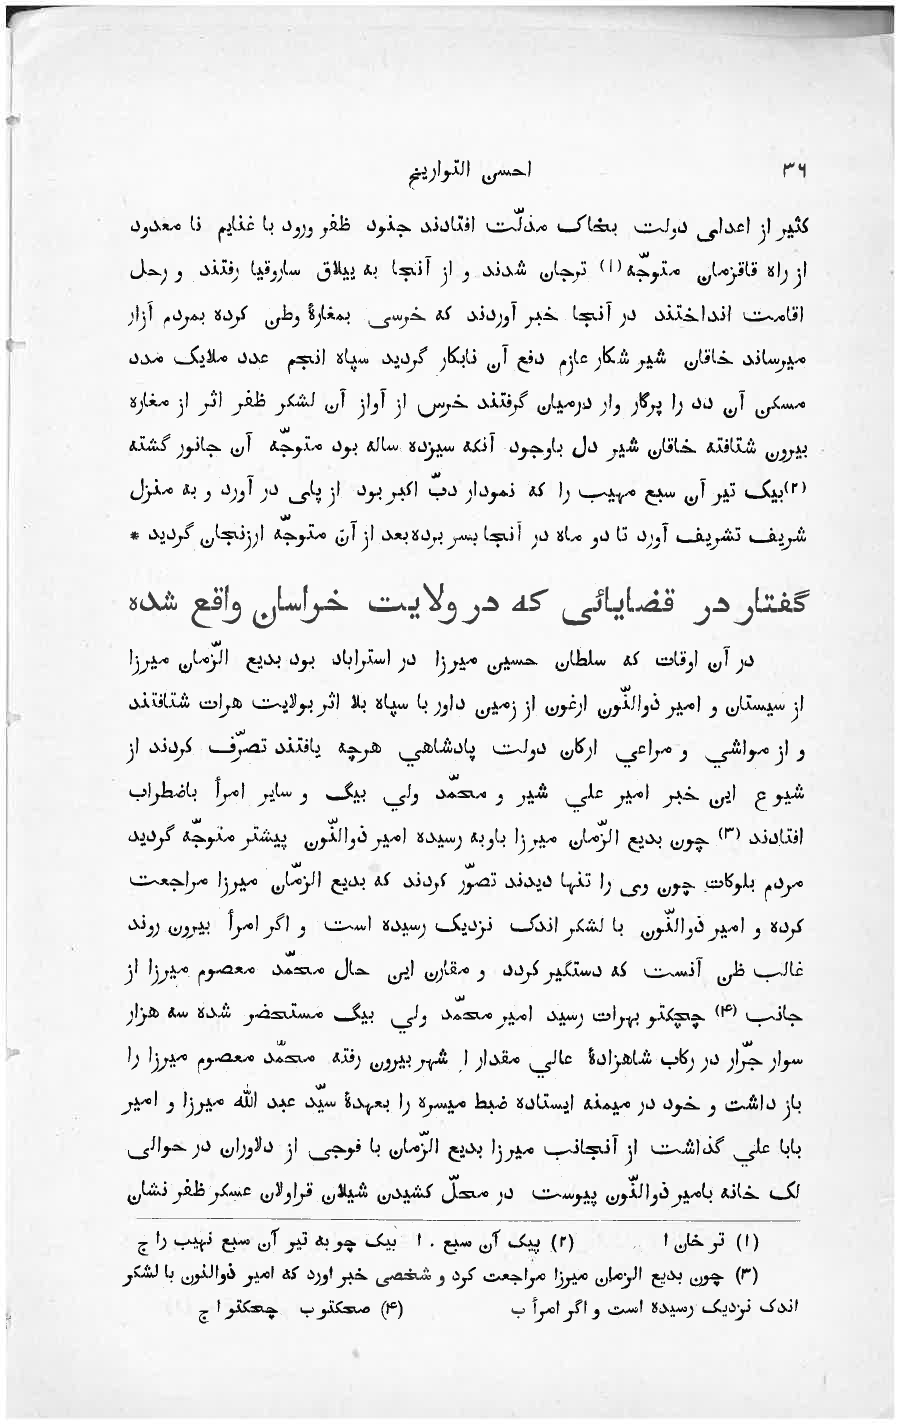 ۳۶ احسن التواریخ
کثیر از اعدای دولت بخاک مذلّت افتادند جنود ظفر ورود با غنایم نا معدود
از راه قاقزمان متوجّه (۱) ترجان شدند و از آنجا به ییلاق ساروقیا رفتند و رحل
اقامت انداختند در آنجا خبر آوردند که خرسی بمغارهٔ وطن کرده بمردم آزار
میرساند خاقان شیر شکار عازم دفع آن نابکار گردید سپاه انجم عدد ملایک مدد
مسکن آن دد را پرگار وار درمیان گرفتند خرس از آواز آن لشکر ظفر اثر از مغاره
بیرون شتافته خاقان شیر دل باوجود آنکه سیزده ساله بود متوجّه آن جانور گشته
(۲) بیک تیر آن سبع مهیب را که نمودار دبّ اکبر بود از پای در آورد و به منزل
شریف تشریف آورد تا دو ماه در آنجا بسر برده بعد از آن متوجّه ارزنجان گردید *
گفتار در قضایائی که در ولایت خراسان واقع شده
در آن اوقات که سلطان حسین میرزا در استراباد بود بدیع الزّمان میرزا
از سیستان و امیر ذوالنّون ارغون از زمین داور با سپاه بلا اثر بولایت هرات شتافتند
و از مواشي و مراعي ارکان دولت پادشاهي هرچه یافتند تصرّف کردند از
شیوع این خبر امیر علي شیر و محمّد ولي بیگ و سایر امرأ باضطراب
افتادند (۳) چون بدیع الزّمان میرزا باوبه رسیده امیر ذوالنّون پیشتر متوجّه گردید
مردم بلوکات چون وی را تنها دیدند تصوّر کردند که بدیع الزّمان میرزا مراجعت
کرده و امیر ذوالنّون با لشکر اندک نزدیک رسیده است و اگر امرأ بیرون روند
غالب ظن آنست که دستگیر کردد و مقارن این حال محمّد معصوم میرزا از
جانب (۴) چچکتو بهرات رسید امیر محمّد ولي بیگ مستحضر شده سه هزار
سوار جرّار در رکاب شاهزادهٔ عالي مقدار ا شهر بیرون رفته محمّد معصوم میرزا را
باز داشت و خود در میمنه ایستاده ضبط میسره را بعهدهٔ سیّد عبد الله میرزا و امیر
بابا علي گذاشت از آنجانب میرزا بدیع الزّمان با فوجی از دلاوران در حوالی
لک خانه بامیر ذوالنّون پیوست در محلّ کشیدن شیلان قراولان عسکر ظفر نشان
(۱) تر خان ا (۲) پیک آن سبع . ا بیک چوبه تیر آن سبع نهیب را ج
(۳) چون بدیع الزمان میرزا مراجعت کرد و شخصی خبر اورد که امیر ذوالنون با لشکر
اندک نزدیک رسیده است و اگر امرأ ب (۴) صحکتو ب چحکتو ا ج